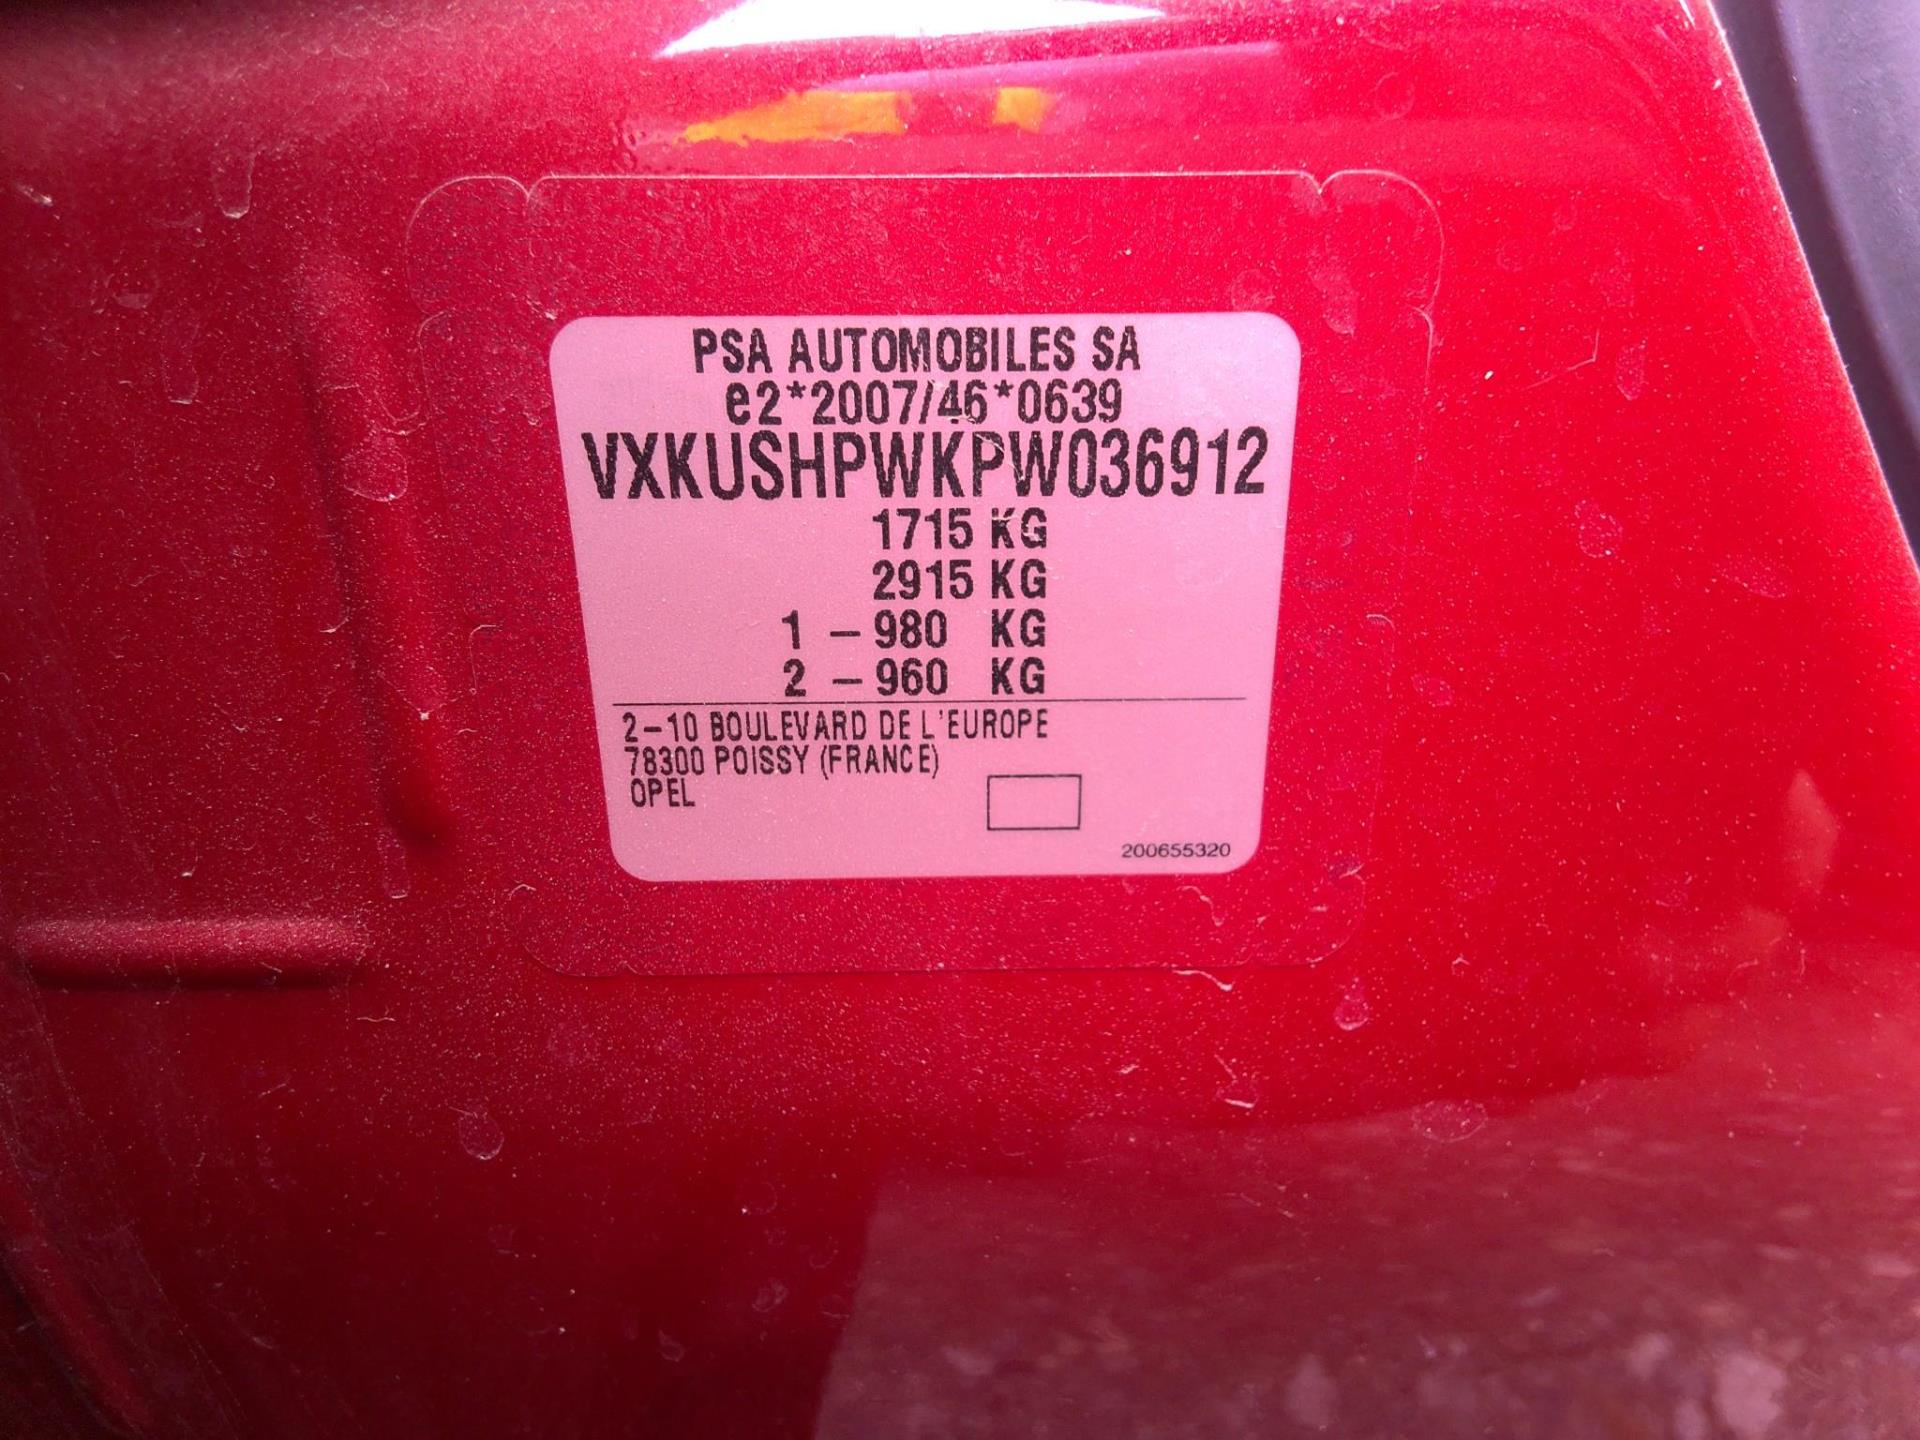 PSA AUTOMOBILES SA
e2*2007/46*0639
VXKUSHPWKPW036912
1715 KG
2915 KG
1 – 980 KG
2 – 960 KG
2–10 BOULEVARD DE L'EUROPE
78300 POISSY (FRANCE)
OPEL
200655320